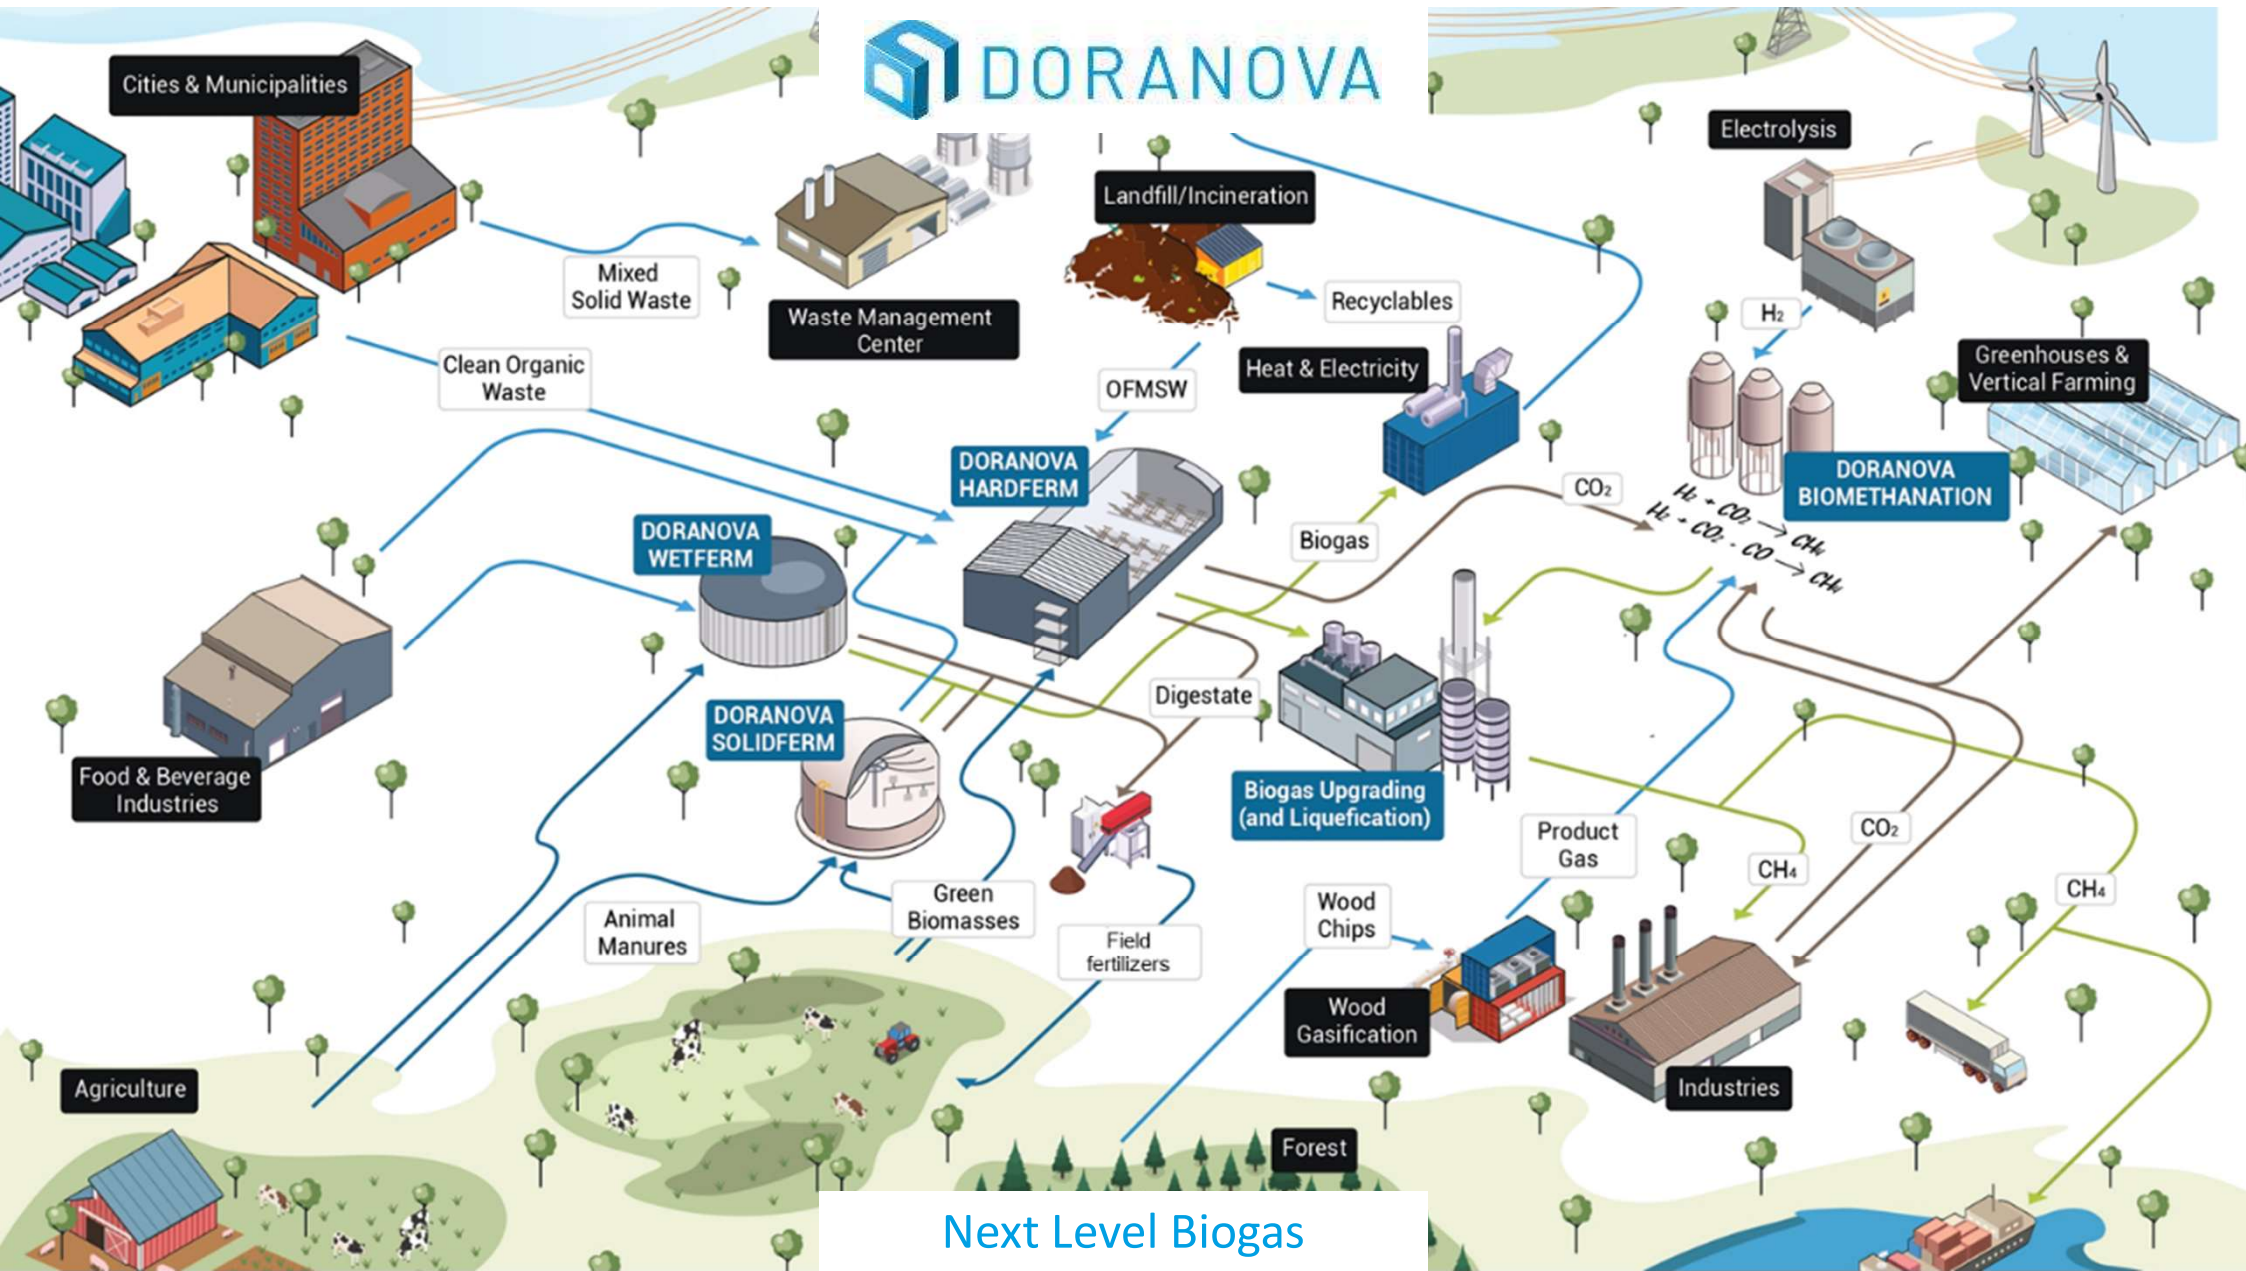 DORANOVA
Cities & Municipalities
Electrolysis
Landfill/Incineration
Mixed
Solid Waste
Recyclables
H₂
Waste Management
Center
Greenhouses &
Vertical Farming
Clean Organic
Waste
OFMSW
Heat & Electricity
DORANOVA
HARDFERM
DORANOVA
BIOMETHANATION
CO₂
H₂ + CO₂ → CH₄
H₂ + CO₂ - CO → CH₄
DORANOVA
WETFERM
Biogas
Digestate
DORANOVA
SOLIDFERM
Food & Beverage
Industries
Biogas Upgrading
(and Liquefication)
Product
Gas
CO₂
CH₄
CH₄
Green
Biomasses
Animal
Manures
Wood
Chips
Field
fertilizers
Wood
Gasification
Agriculture
Industries
Forest
Next Level Biogas